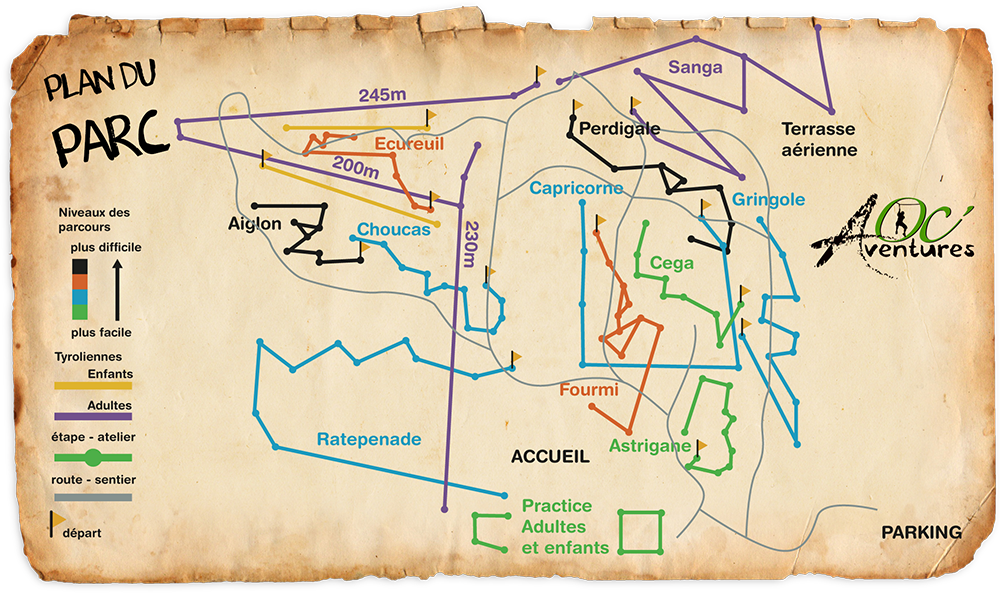 PLAN DU
PARC
Niveaux des
parcours
plus difficile
plus facile
Tyroliennes
Enfants
Adultes
étape - atelier
route - sentier
départ
245m
Ecureuil
200m
230m
Aiglon
Choucas
Ratepenade
Sanga
Perdigale
Terrasse
aérienne
Capricorne
Gringole
Cega
Fourmi
Astrigane
ACCUEIL
Practice
Adultes
et enfants
PARKING
Oc'
Aventures